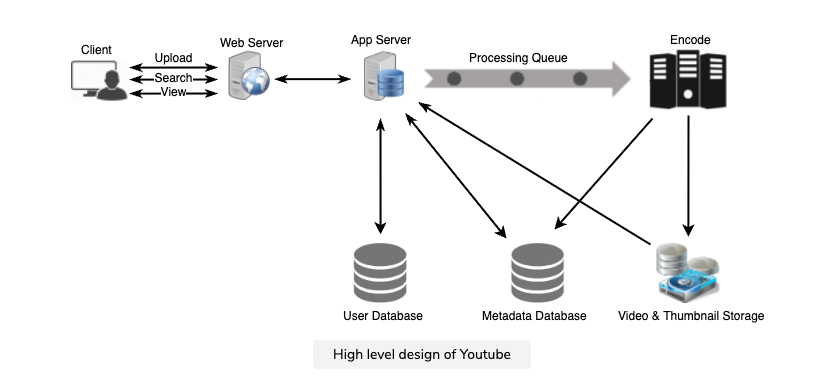 Client
Upload
Search
View
Web Server
App Server
Processing Queue
Encode
User Database
Metadata Database
Video & Thumbnail Storage
High level design of Youtube